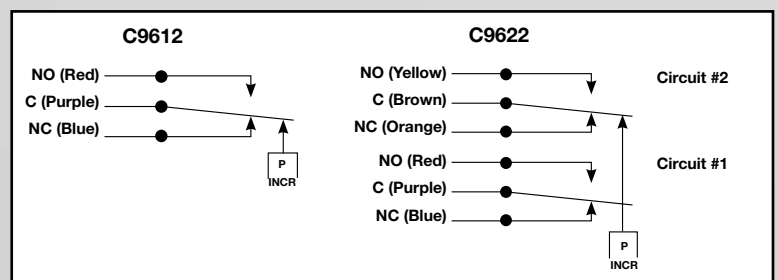 C9612
NO (Red)
C (Purple)
NC (Blue)
P
INCR
C9622
NO (Yellow)
C (Brown)
NC (Orange)
Circuit #2
NO (Red)
C (Purple)
NC (Blue)
Circuit #1
P
INCR